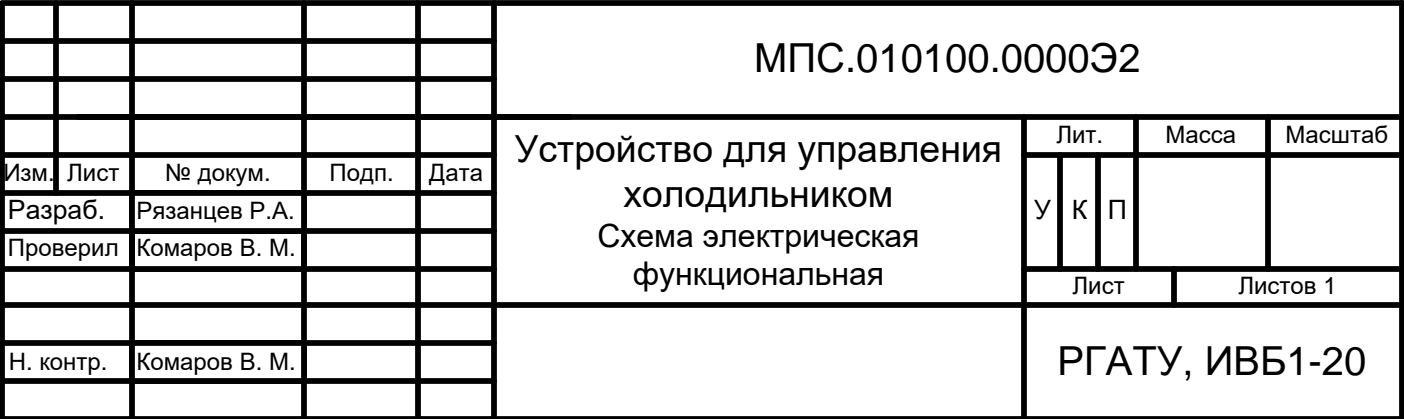 МПС.010100.0000Э2
Устройство для управления
холодильником
Схема электрическая
функциональная
Лит. Масса Масштаб
У К П
Лист Листов 1
РГАТУ, ИВБ1-20
Изм. Лист № докум. Подп. Дата
Разраб. Рязанцев Р.А.
Проверил Комаров В. М.
Н. контр. Комаров В. М.